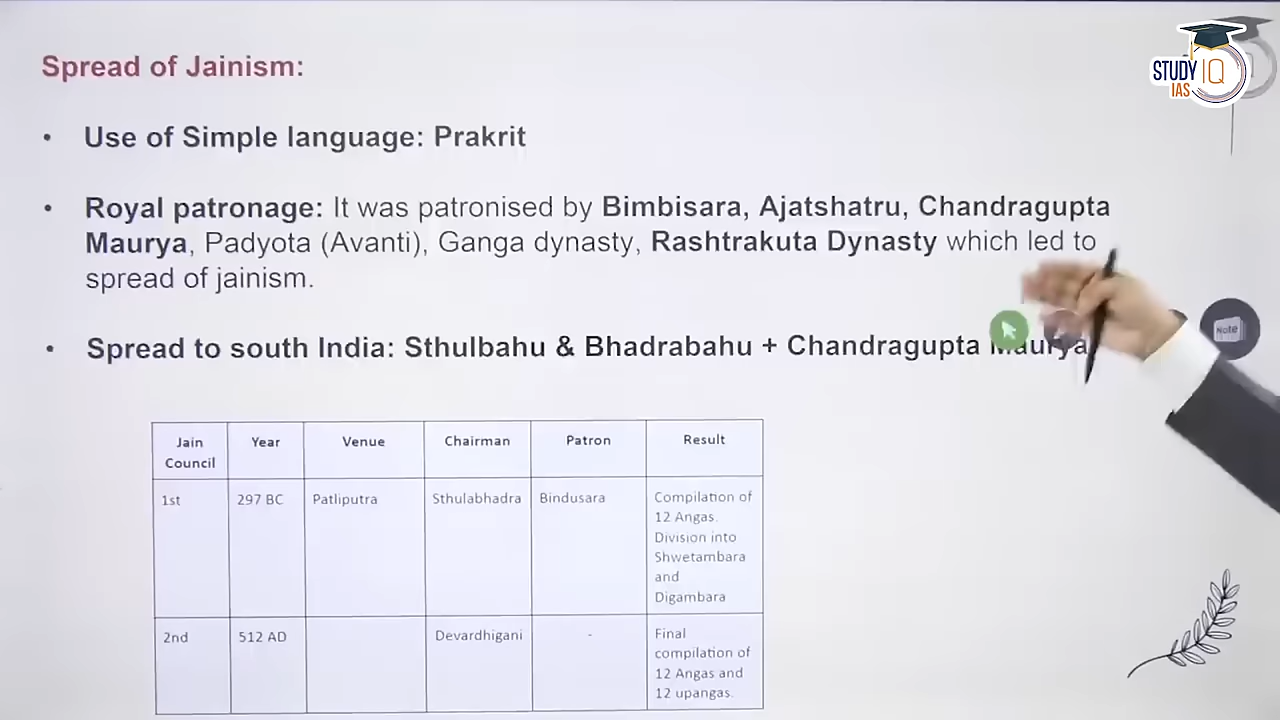 Spread of Jainism:
STUDY IQ
IAS
• Use of Simple language: Prakrit
• Royal patronage: It was patronised by Bimbisara, Ajatshatru, Chandragupta
Maurya, Padyota (Avanti), Ganga dynasty, Rashtrakuta Dynasty which led to
spread of jainism.
Note
• Spread to south India: Sthulbahu & Bhadrabahu + Chandragupta Maurya
Jain Council Year Venue Chairman Patron Result
1st 297 BC Patliputra Sthulabhadra Bindusara Compilation of
12 Angas.
Division into
Shwetambara
and
Digambara
2nd 512 AD Devardhigani - Final
compilation of
12 Angas and
12 upangas.